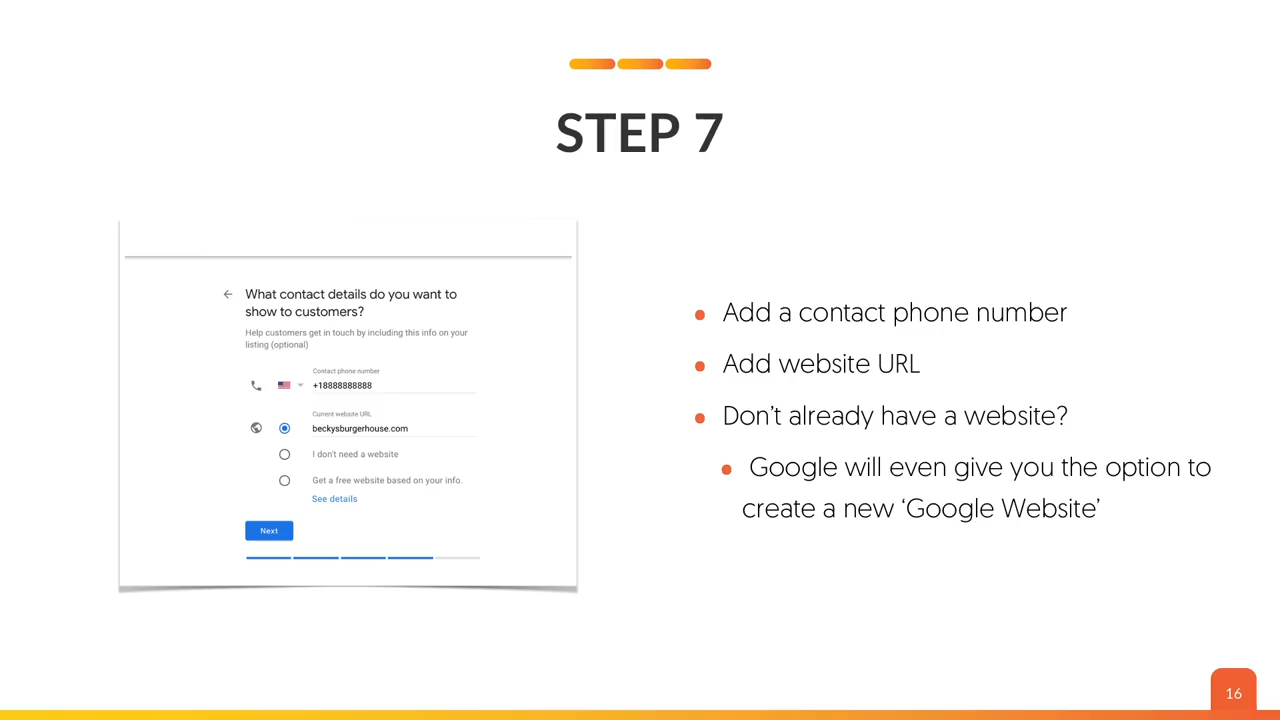 STEP 7
What contact details do you want to
show to customers?
Help customers get in touch by including this info on your
listing (optional)
Contact phone number
+18888888888
Current website URL
beckysburgerhouse.com
I don't need a website
Get a free website based on your info.
See details
Next
Add a contact phone number
Add website URL
Don’t already have a website?
Google will even give you the option to
create a new ‘Google Website’
16